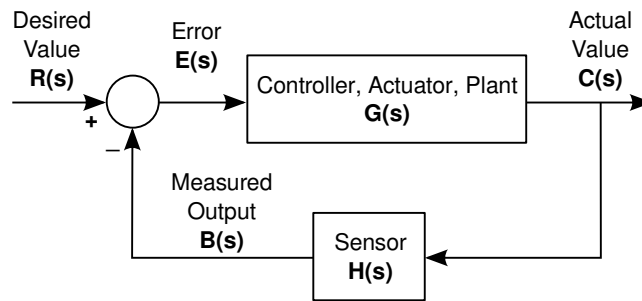 Desired
Value
R(s)
Error
E(s)
Controller, Actuator, Plant
G(s)
Actual
Value
C(s)
+
–
Measured
Output
B(s)
Sensor
H(s)